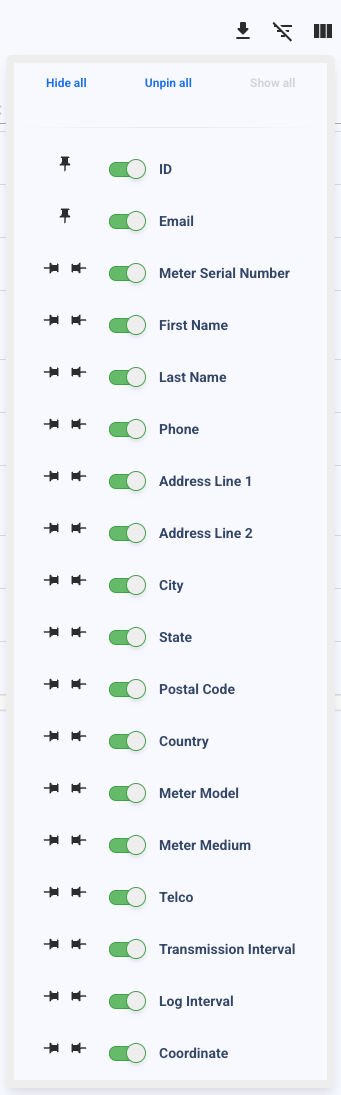 Hide all Unpin all Show all
ID
Email
Meter Serial Number
First Name
Last Name
Phone
Address Line 1
Address Line 2
City
State
Postal Code
Country
Meter Model
Meter Medium
Telco
Transmission Interval
Log Interval
Coordinate